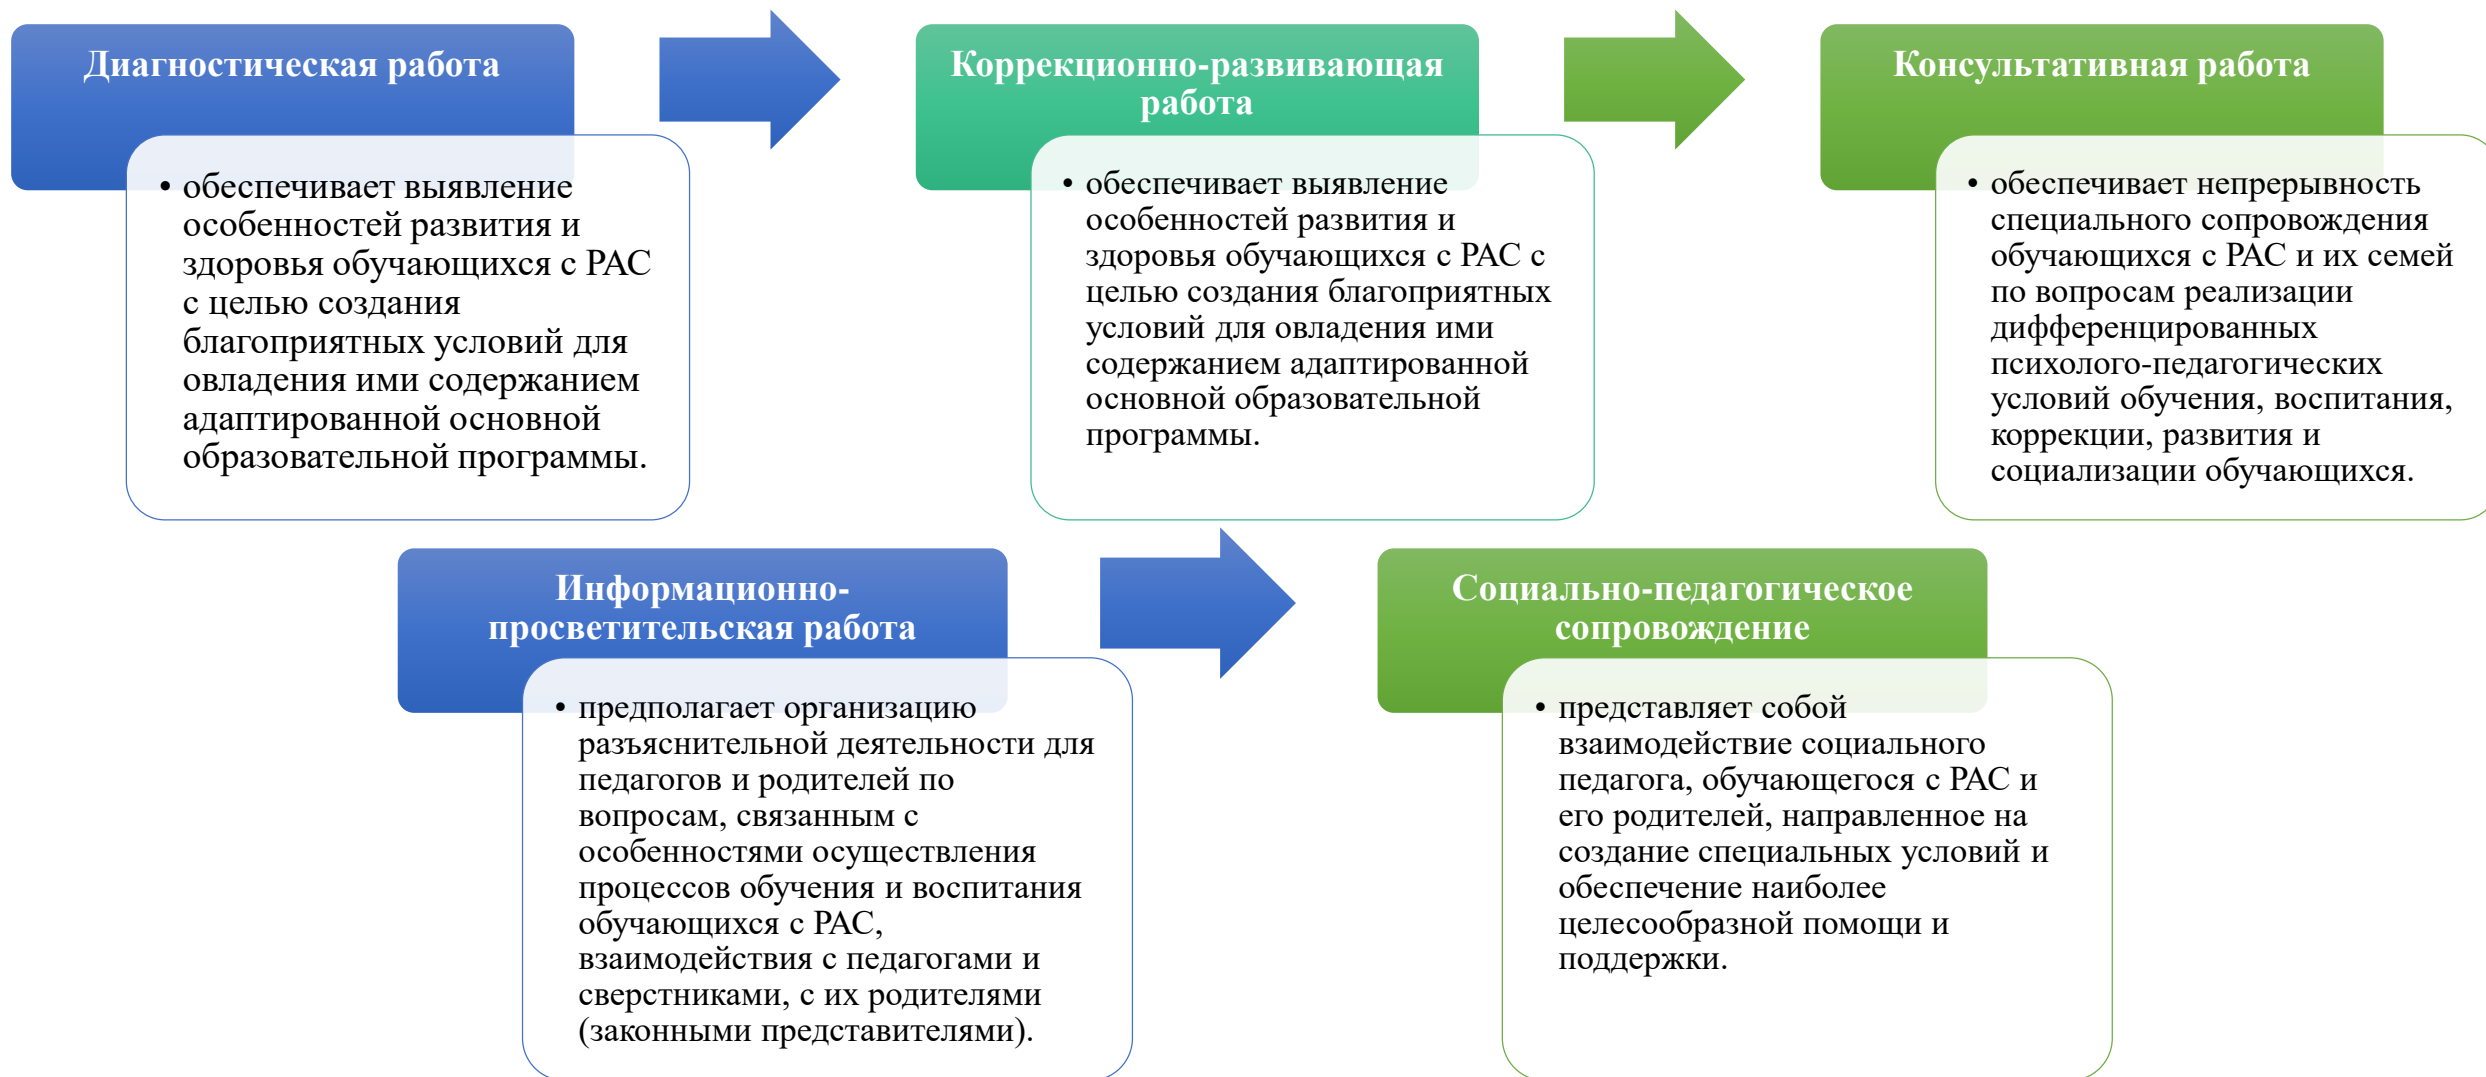 Диагностическая работа
• обеспечивает выявление
особенностей развития и
здоровья обучающихся с РАС
с целью создания
благоприятных условий для
овладения ими содержанием
адаптированной основной
образовательной программы.
Коррекционно-развивающая
работа
• обеспечивает выявление
особенностей развития и
здоровья обучающихся с РАС с
целью создания благоприятных
условий для овладения ими
содержанием адаптированной
основной образовательной
программы.
Консультативная работа
• обеспечивает непрерывность
специального сопровождения
обучающихся с РАС и их семей
по вопросам реализации
дифференцированных
психолого-педагогических
условий обучения, воспитания,
коррекции, развития и
социализации обучающихся.
Информационно-
просветительская работа
• предполагает организацию
разъяснительной деятельности для
педагогов и родителей по
вопросам, связанным с
особенностями осуществления
процессов обучения и воспитания
обучающихся с РАС,
взаимодействия с педагогами и
сверстниками, с их родителями
(законными представителями).
Социально-педагогическое
сопровождение
• представляет собой
взаимодействие социального
педагога, обучающегося с РАС и
его родителей, направленное на
создание специальных условий и
обеспечение наиболее
целесообразной помощи и
поддержки.